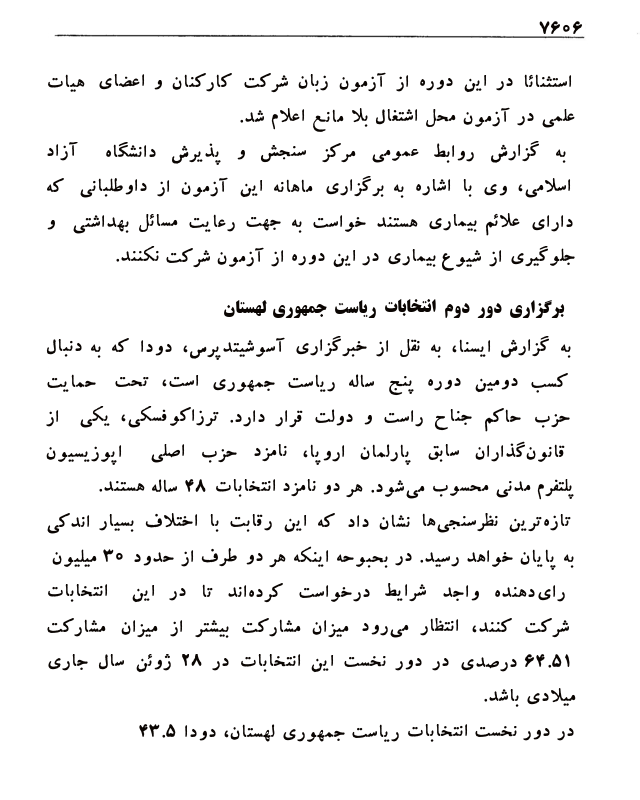 ۷۶۰۶
استثنائا در این دوره از آزمون زبان شرکت کارکنان و اعضای هیات
علمی در آزمون محل اشتغال بلا مانع اعلام شد.
به گزارش روابط عمومی مرکز سنجش و پذیرش دانشگاه آزاد
اسلامی، وی با اشاره به برگزاری ماهانه این آزمون از داوطلبانی که
دارای علائم بیماری هستند خواست به جهت رعایت مسائل بهداشتی و
جلوگیری از شیوع بیماری در این دوره از آزمون شرکت نکنند.
برگزاری دور دوم انتخابات ریاست جمهوری لهستان
به گزارش ایسنا، به نقل از خبرگزاری آسوشیتدپرس، دودا که به دنبال
کسب دومین دوره پنج ساله ریاست جمهوری است، تحت حمایت
حزب حاکم جناح راست و دولت قرار دارد. ترزاکوفسکی، یکی از
قانون‌گذاران سابق پارلمان اروپا، نامزد حزب اصلی اپوزیسیون
پلتفرم مدنی محسوب می‌شود. هر دو نامزد انتخابات ۴۸ ساله هستند.
تازه‌ترین نظرسنجی‌ها نشان داد که این رقابت با اختلاف بسیار اندکی
به پایان خواهد رسید. در بحبوحه اینکه هر دو طرف از حدود ۳۰ میلیون
رای‌دهنده واجد شرایط درخواست کرده‌اند تا در این انتخابات
شرکت کنند، انتظار می‌رود میزان مشارکت بیشتر از میزان مشارکت
۶۴.۵۱ درصدی در دور نخست این انتخابات در ۲۸ ژوئن سال جاری
میلادی باشد.
در دور نخست انتخابات ریاست جمهوری لهستان، دودا ۴۳.۵